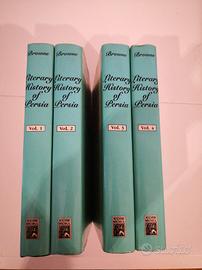 Browne
Literary
History
of
Persia
Vol. 1
Browne
Literary
History
of
Persia
Vol. 2
Browne
Literary
History
of
Persia
Vol. 3
Browne
Literary
History
of
Persia
Vol. 4
subito